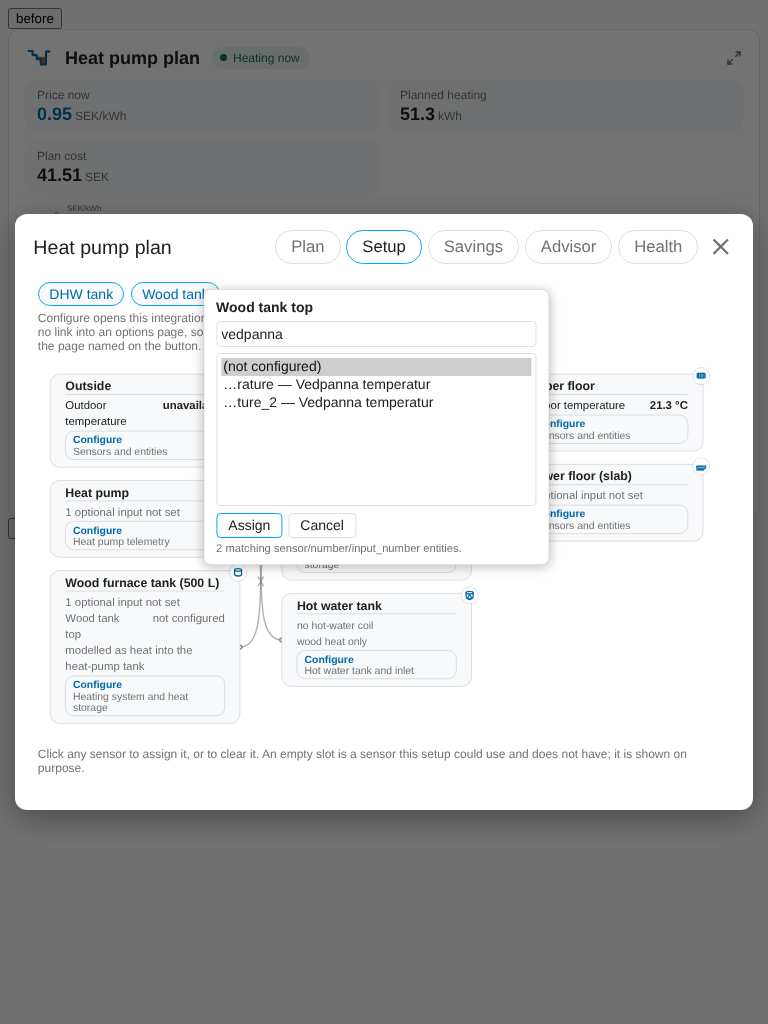 before
Heat pump plan
Heating now
Price now
0.95 SEK/kWh
Planned heating
51.3 kWh
Plan cost
41.51 SEK
SEK/kWh
Heat pump plan
Plan
Setup
Savings
Advisor
Health
DHW tank
Wood tank
Configure opens this integration
no link into an options page, so
the page named on the button.
Wood tank top
vedpanna
(not configured)
…rature — Vedpanna temperatur
…ture_2 — Vedpanna temperatur
Assign
Cancel
2 matching sensor/number/input_number entities.
Outside
Outdoor
temperature
Configure
Sensors and entities
Heat pump
1 optional input not set
Configure
Heat pump telemetry
Wood furnace tank (500 L)
1 optional input not set
Wood tank not configured
top
modelled as heat into the
heat-pump tank
Configure
Heating system and heat
storage
storage
Hot water tank
no hot-water coil
wood heat only
Configure
Hot water tank and inlet
floor
temperature 21.3 °C
and entities
floor (slab)
input not set
and entities
Click any sensor to assign it, or to clear it. An empty slot is a sensor this setup could use and does not have; it is shown on
purpose.